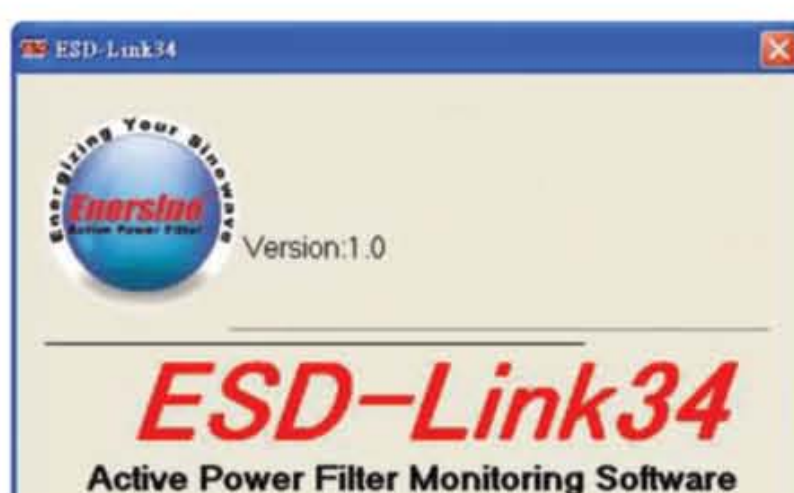 ESD-Link34
Energizing Your Sinewave
Enersine
Active Power Filter
Version:1.0
ESD-Link34
Active Power Filter Monitoring Software